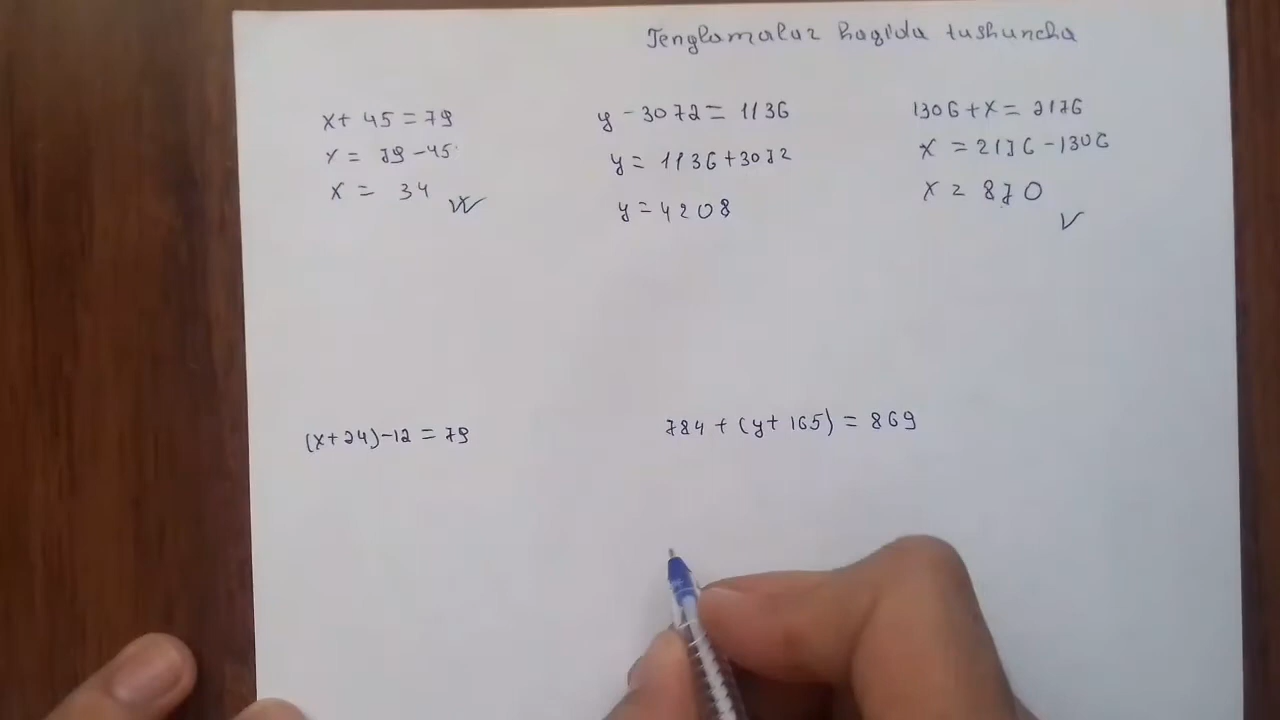 Tenglamalar haqida tushuncha
x + 45 = 79
x = 79 - 45
x = 34
y - 3072 = 1136
y = 1136 + 3072
y = 4208
1306 + x = 2176
x = 2176 - 1306
x = 870
(x + 24) - 12 = 79
784 + (y + 165) = 869